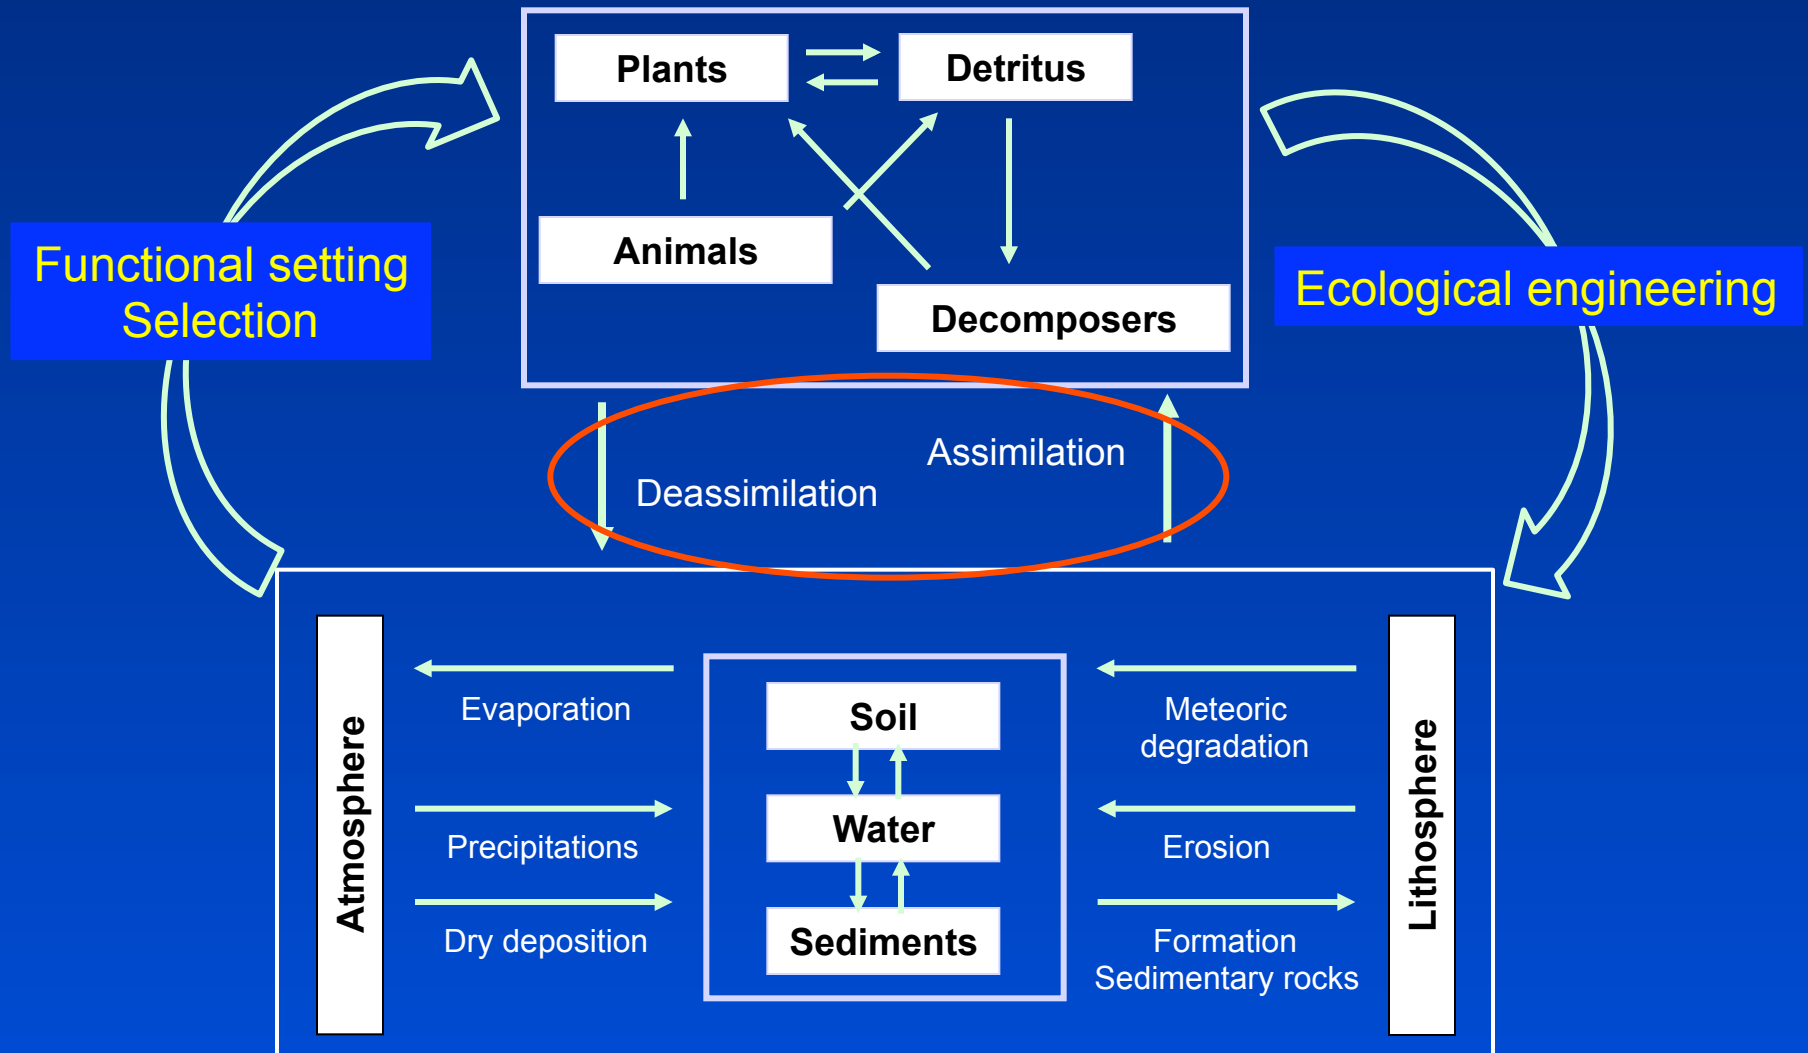 Plants
Detritus
Animals
Decomposers
Functional setting
Selection
Ecological engineering
Assimilation
Deassimilation
Atmosphere
Evaporation
Precipitations
Dry deposition
Soil
Water
Sediments
Meteoric
degradation
Erosion
Formation
Sedimentary rocks
Lithosphere